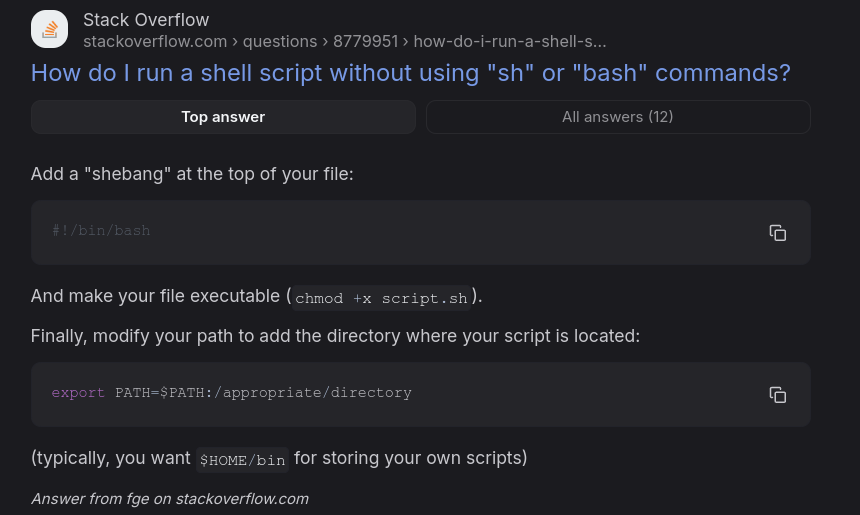 Stack Overflow
stackoverflow.com › questions › 8779951 › how-do-i-run-a-shell-s...
How do I run a shell script without using "sh" or "bash" commands?
Top answer
All answers (12)
Add a "shebang" at the top of your file:
#!/bin/bash
And make your file executable (chmod +x script.sh).
Finally, modify your path to add the directory where your script is located:
export PATH=$PATH:/appropriate/directory
(typically, you want $HOME/bin for storing your own scripts)
Answer from fge on stackoverflow.com